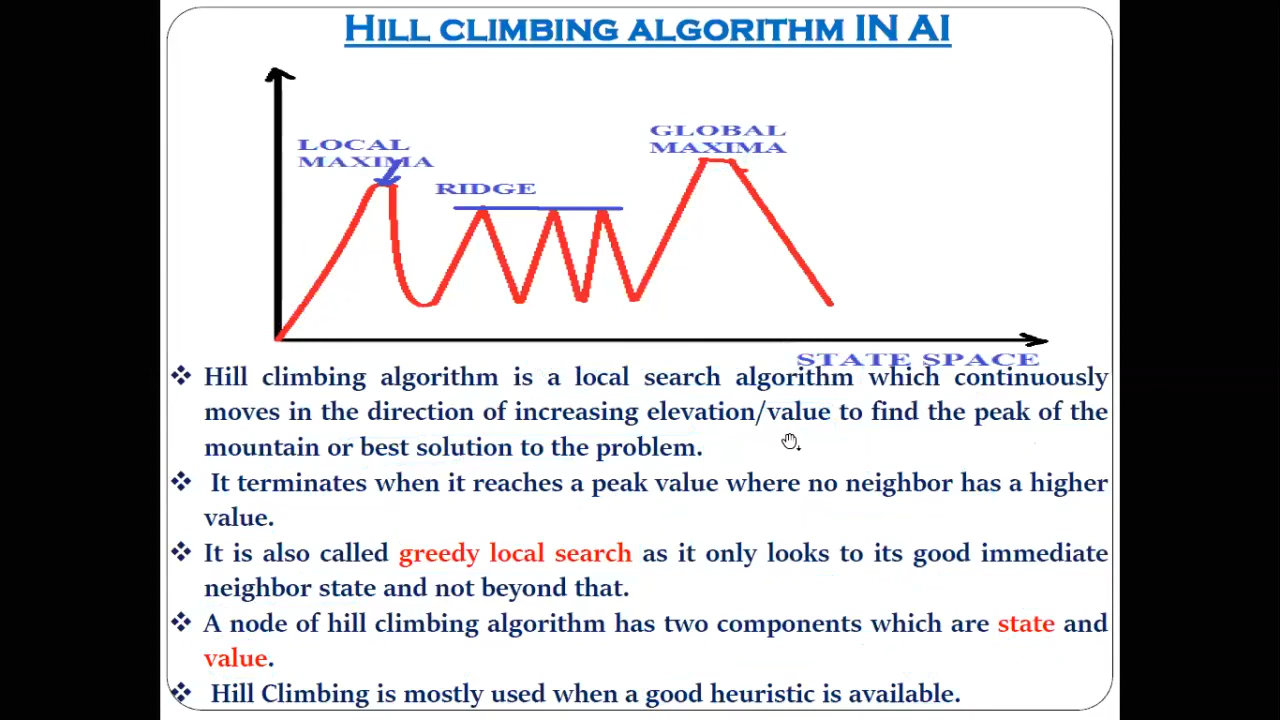 HILL CLIMBING ALGORITHM IN AI
LOCAL
MAXIMA
GLOBAL
MAXIMA
RIDGE
STATE SPACE
❖ Hill climbing algorithm is a local search algorithm which continuously
moves in the direction of increasing elevation/value to find the peak of the
mountain or best solution to the problem.
❖ It terminates when it reaches a peak value where no neighbor has a higher
value.
❖ It is also called greedy local search as it only looks to its good immediate
neighbor state and not beyond that.
❖ A node of hill climbing algorithm has two components which are state and
value.
❖ Hill Climbing is mostly used when a good heuristic is available.